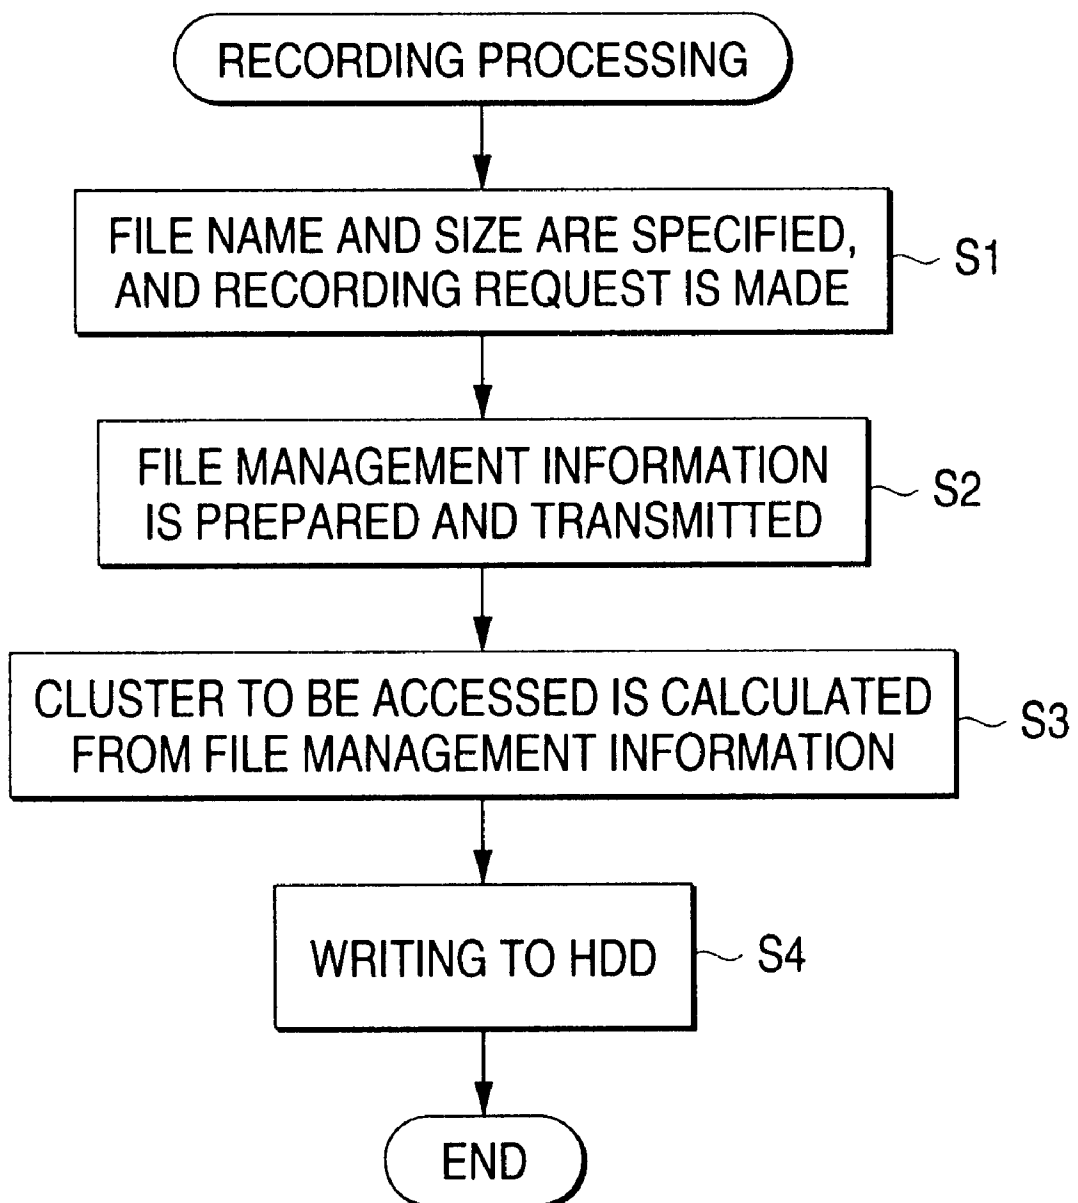 RECORDING PROCESSING
FILE NAME AND SIZE ARE SPECIFIED,
AND RECORDING REQUEST IS MADE
S1
FILE MANAGEMENT INFORMATION
IS PREPARED AND TRANSMITTED
S2
CLUSTER TO BE ACCESSED IS CALCULATED
FROM FILE MANAGEMENT INFORMATION
S3
WRITING TO HDD
S4
END